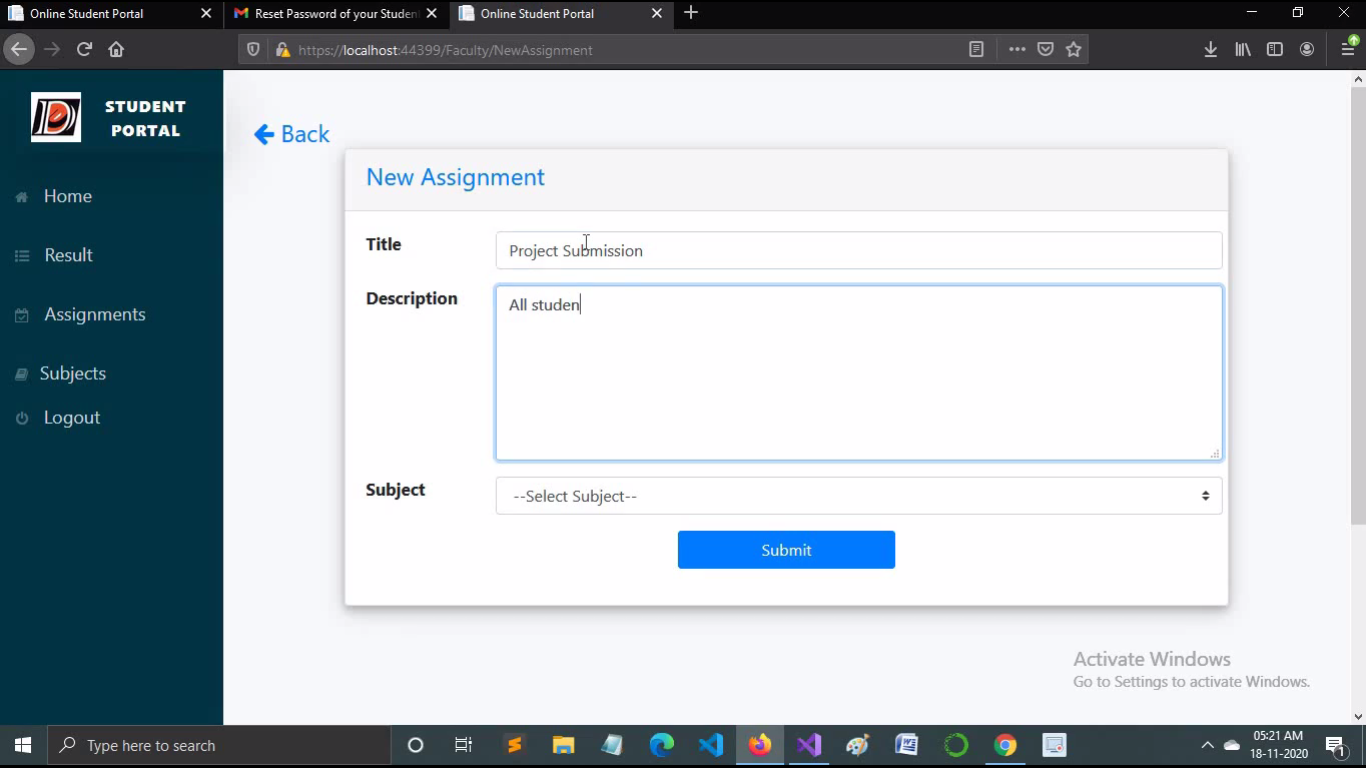 Online Student Portal
Reset Password of your Studen
Online Student Portal
https://localhost:44399/Faculty/NewAssignment
STUDENT
PORTAL
Home
Result
Assignments
Subjects
Logout
Back
New Assignment
Title
Project Submission
Description
All studen
Subject
--Select Subject--
Submit
Activate Windows
Go to Settings to activate Windows.
Type here to search
05:21 AM
18-11-2020
1